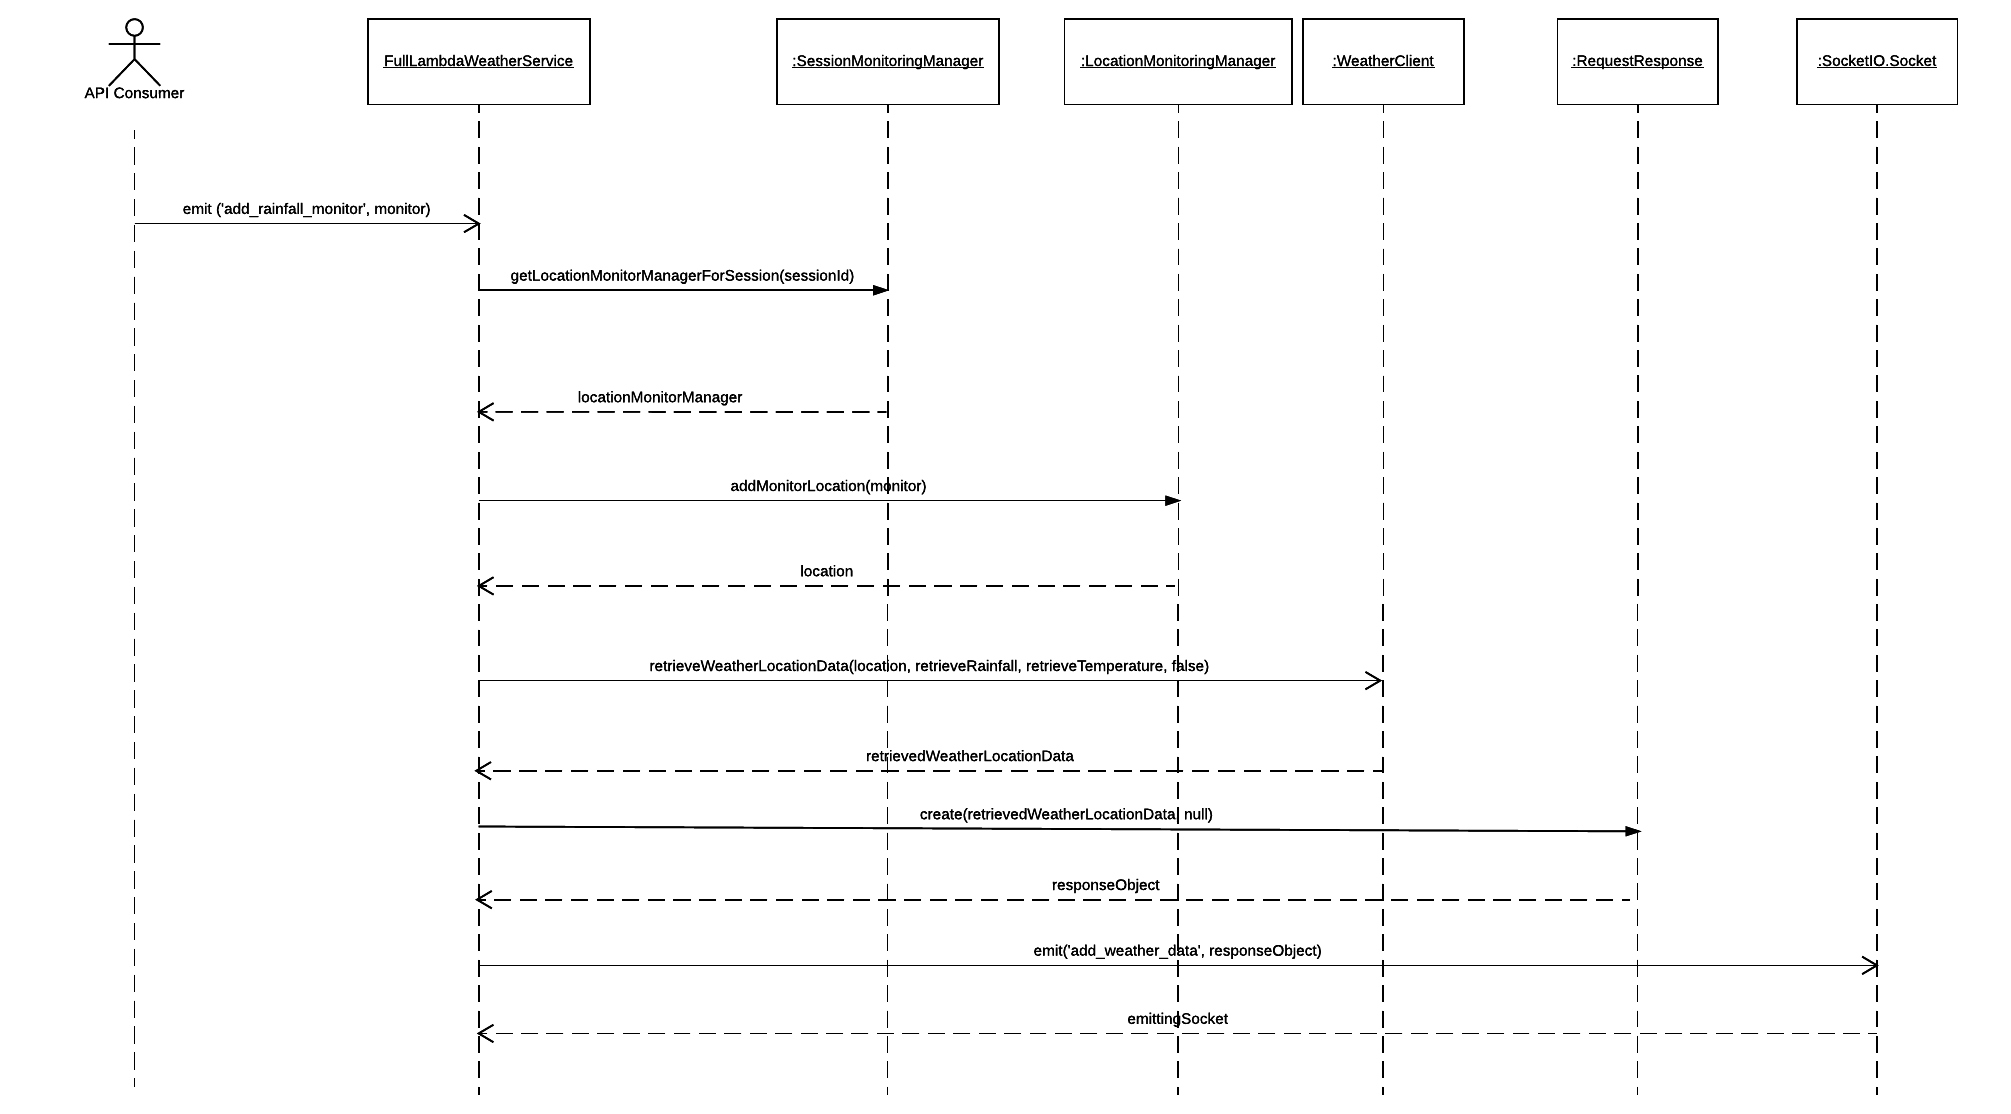 API Consumer
FullLambdaWeatherService
:SessionMonitoringManager
:LocationMonitoringManager
:WeatherClient
:RequestResponse
:SocketIO.Socket
emit ('add_rainfall_monitor', monitor)
getLocationMonitorManagerForSession(sessionId)
locationMonitorManager
addMonitorLocation(monitor)
location
retrieveWeatherLocationData(location, retrieveRainfall, retrieveTemperature, false)
retrievedWeatherLocationData
create(retrievedWeatherLocationData, null)
responseObject
emit('add_weather_data', responseObject)
emittingSocket